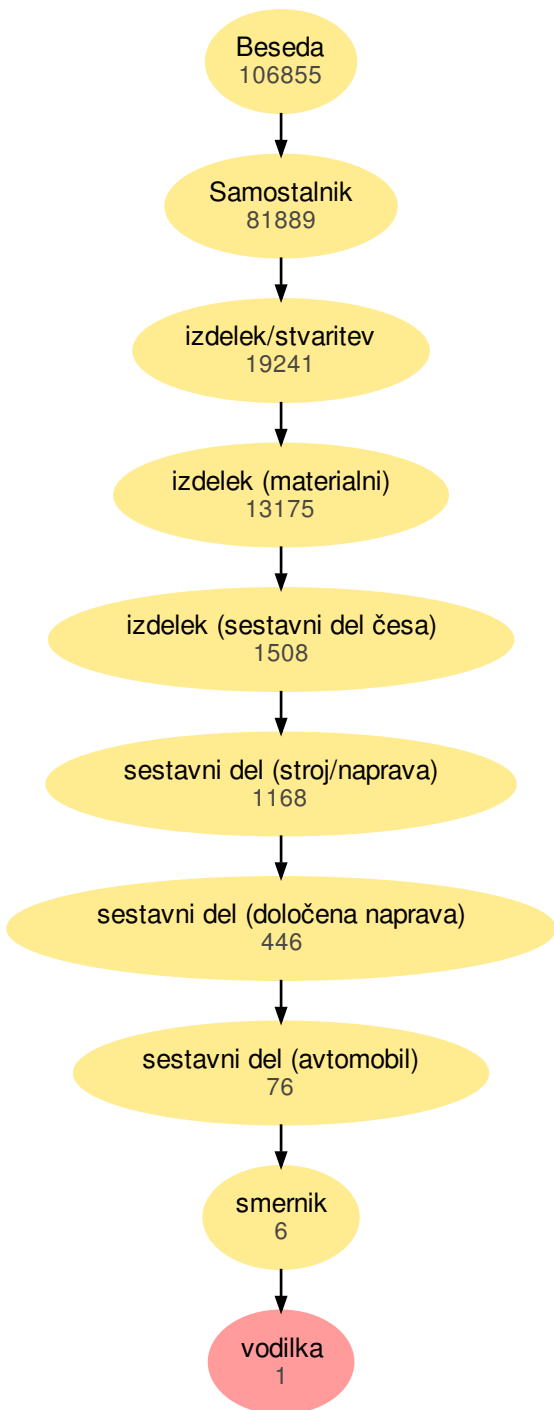 Beseda
106855
Samostalnik
81889
izdelek/stvaritev
19241
izdelek (materialni)
13175
izdelek (sestavni del česa)
1508
sestavni del (stroj/naprava)
1168
sestavni del (določena naprava)
446
sestavni del (avtomobil)
76
smernik
6
vodilka
1